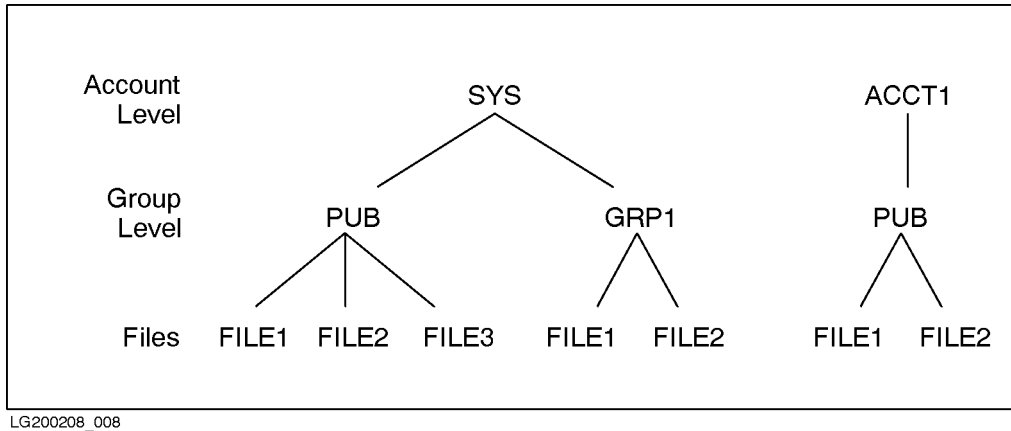 Account
Level
SYS
ACCT1
Group
Level
PUB
GRP1
PUB
Files
FILE1
FILE2
FILE3
FILE1
FILE2
FILE1
FILE2
LG200208_008